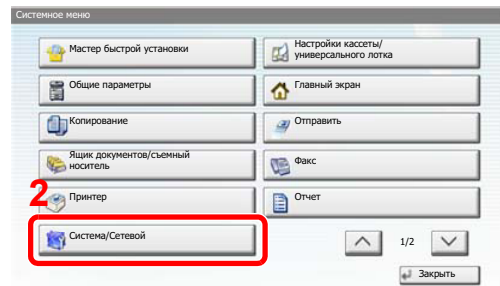 Системное меню
Мастер быстрой установки
Настройки кассеты/
универсального лотка
Общие параметры
Главный экран
Копирование
Отправить
Ящик документов/съемный
носитель
Факс
2
Принтер
Отчет
Система/Сетевой
1/2
Закрыть